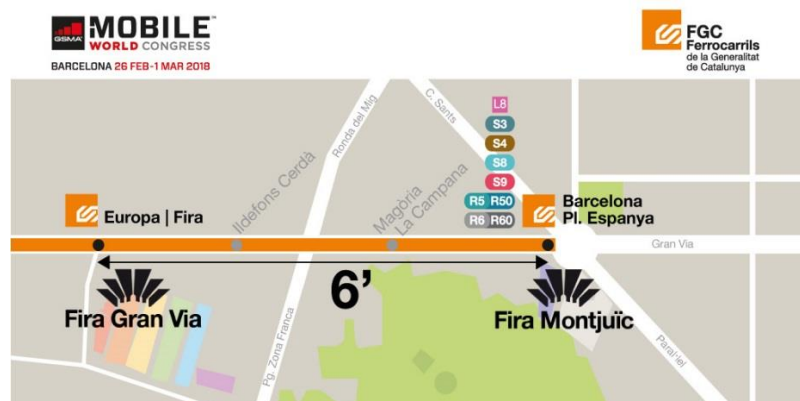 GSMA
MOBILE™
WORLD CONGRESS
BARCELONA 26 FEB-1 MAR 2018
FGC
Ferrocarrils
de la Generalitat
de Catalunya
Ronda del Mig
C. Sants
L8
S3
S4
S8
S9
R5 R50
R6 R60
Europa | Fira
Ildefons Cerdà
Magòria
La Campana
Barcelona
Pl. Espanya
Gran Via
6’
Fira Gran Via
Fira Montjuïc
Pg. Zona Franca
Paral·lel